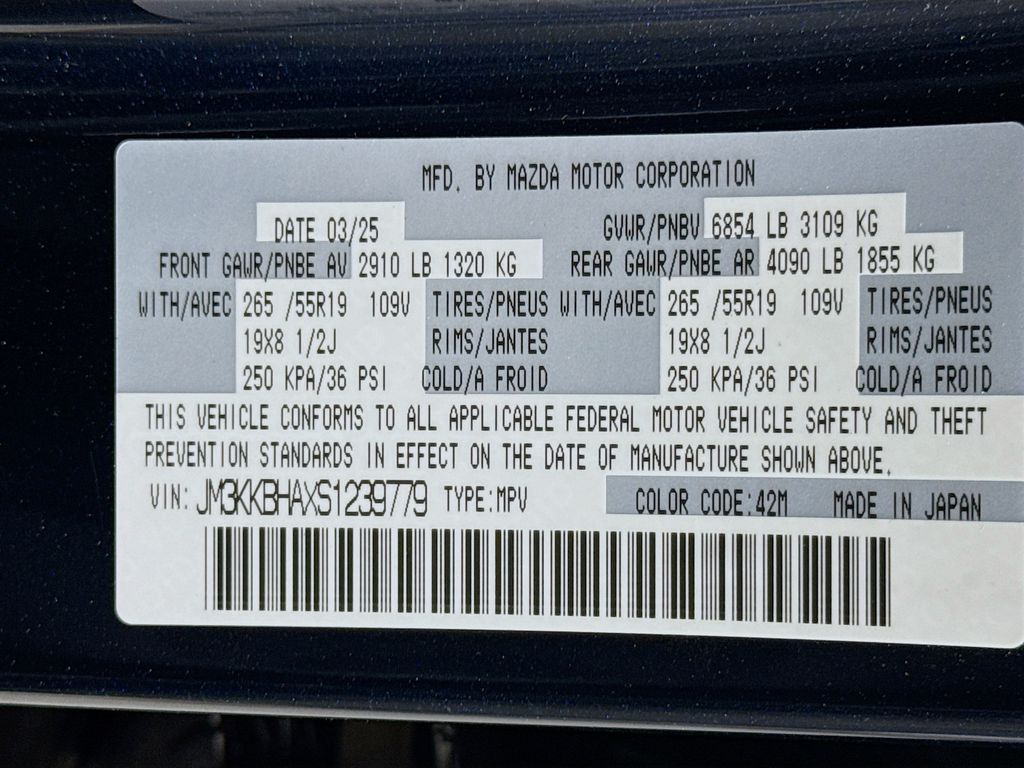 MFD. BY MAZDA MOTOR CORPORATION
DATE 03/25 GVWR/PNBV 6854 LB 3109 KG
FRONT GAWR/PNBE AV 2910 LB 1320 KG REAR GAWR/PNBE AR 4090 LB 1855 KG
WITH/AVEC 265 /55R19 109V TIRES/PNEUS WITH/AVEC 265 /55R19 109V TIRES/PNEUS
19X8 1/2J RIMS/JANTES 19X8 1/2J RIMS/JANTES
250 KPA/36 PSI COLD/A FROID 250 KPA/36 PSI COLD/A FROID
THIS VEHICLE CONFORMS TO ALL APPLICABLE FEDERAL MOTOR VEHICLE SAFETY AND THEFT
PREVENTION STANDARDS IN EFFECT ON THE DATE OF MANUFACTURE SHOWN ABOVE.
VIN: JM3KKBHAXS1239779 TYPE:MPV COLOR CODE:42M MADE IN JAPAN